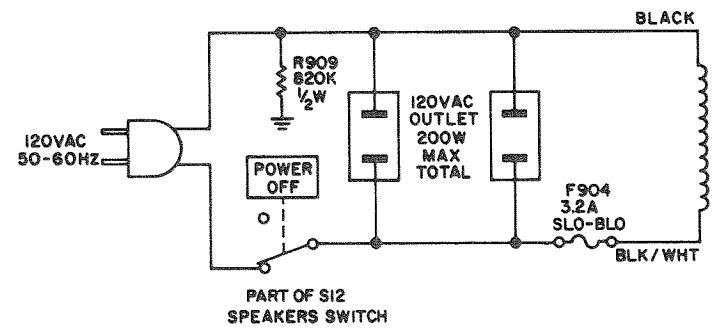 BLACK
R909
820K
½W
120VAC
OUTLET
200W
MAX
TOTAL
120VAC
50-60HZ
POWER
OFF
F904
3.2A
SLO-BLO
BLK/WHT
PART OF S12
SPEAKERS SWITCH